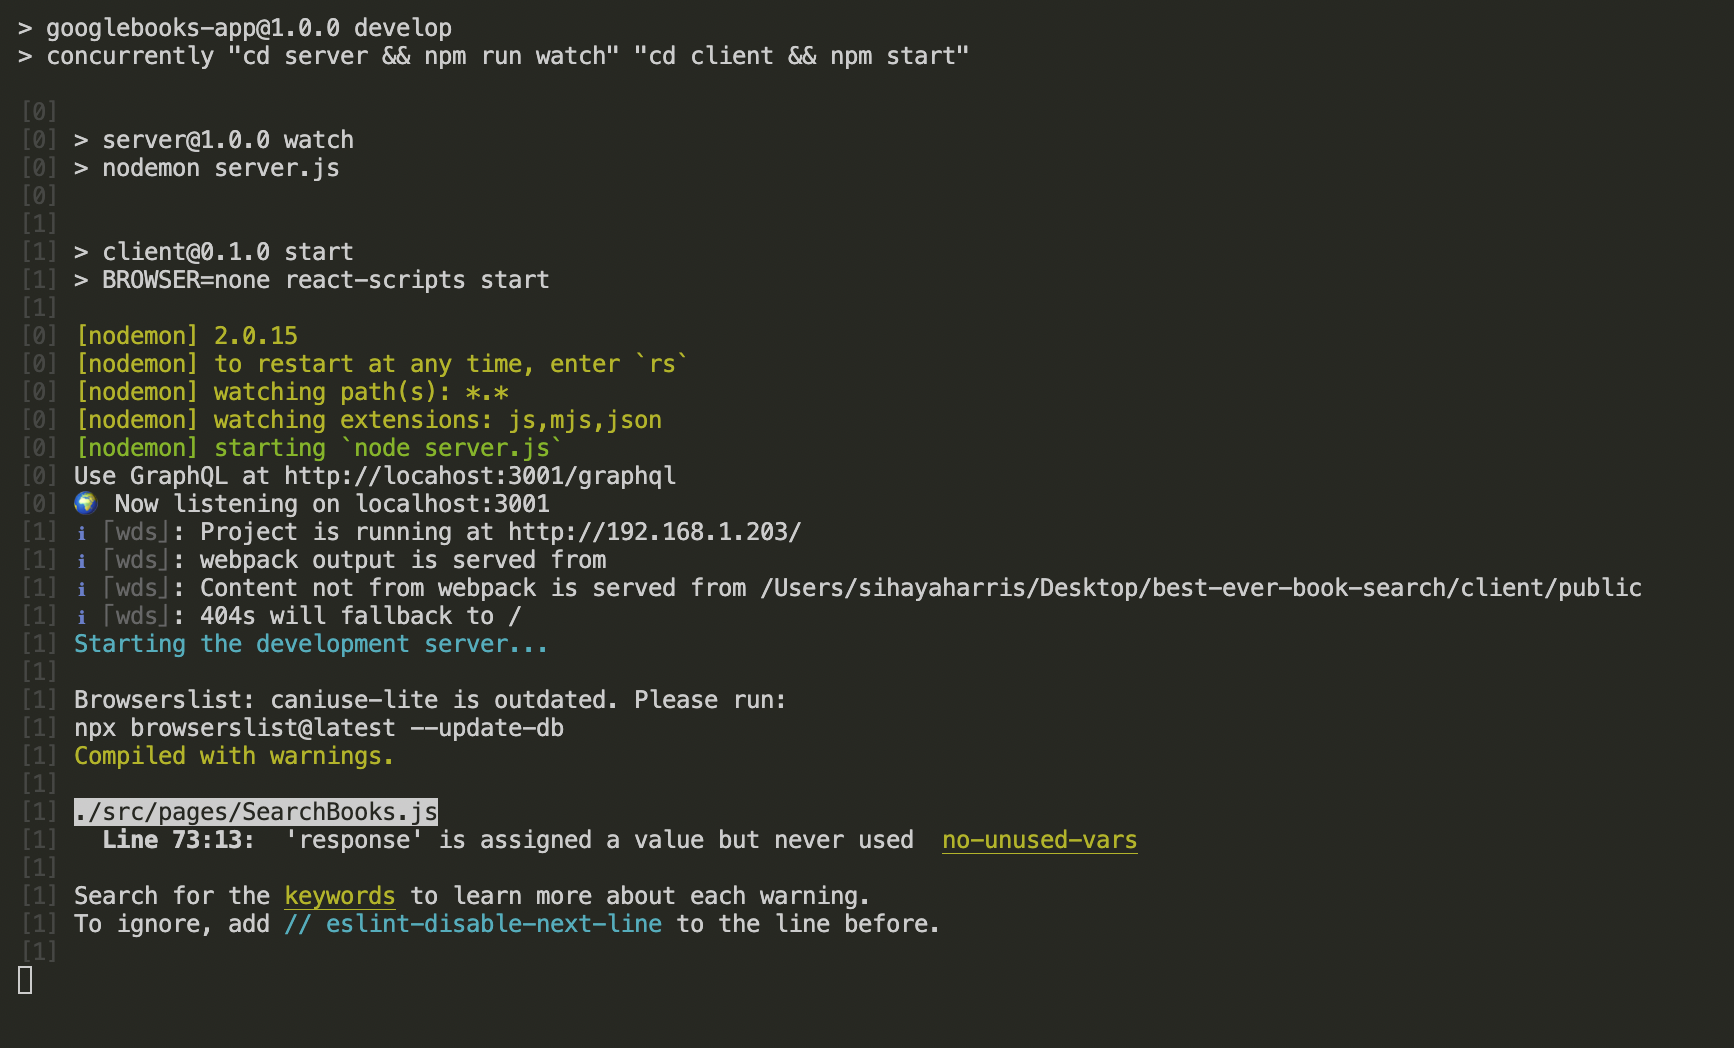 > googlebooks-app@1.0.0 develop
> concurrently "cd server && npm run watch" "cd client && npm start"
[0]
[0] > server@1.0.0 watch
[0] > nodemon server.js
[0]
[1]
[1] > client@0.1.0 start
[1] > BROWSER=none react-scripts start
[1]
[0] [nodemon] 2.0.15
[0] [nodemon] to restart at any time, enter `rs`
[0] [nodemon] watching path(s): *.*
[0] [nodemon] watching extensions: js,mjs,json
[0] [nodemon] starting `node server.js`
[0] Use GraphQL at http://locahost:3001/graphql
[0] 🌍 Now listening on localhost:3001
[1] ℹ ｢wds｣: Project is running at http://192.168.1.203/
[1] ℹ ｢wds｣: webpack output is served from
[1] ℹ ｢wds｣: Content not from webpack is served from /Users/sihayaharris/Desktop/best-ever-book-search/client/public
[1] ℹ ｢wds｣: 404s will fallback to /
[1] Starting the development server...
[1]
[1] Browserslist: caniuse-lite is outdated. Please run:
[1] npx browserslist@latest --update-db
[1] Compiled with warnings.
[1]
[1] ./src/pages/SearchBooks.js
[1]   Line 73:13:  'response' is assigned a value but never used  no-unused-vars
[1]
[1] Search for the keywords to learn more about each warning.
[1] To ignore, add // eslint-disable-next-line to the line before.
[1]